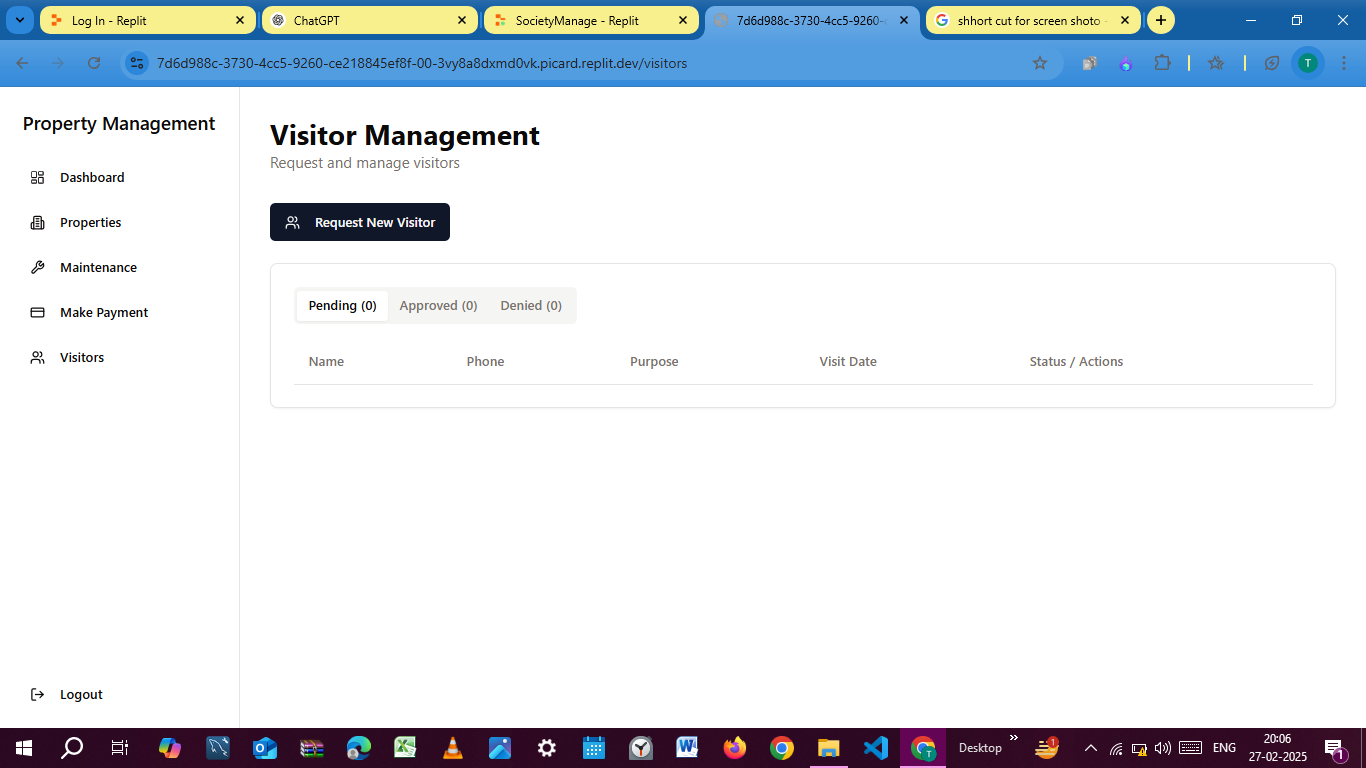 Log In - Replit
ChatGPT
SocietyManage - Replit
7d6d988c-3730-4cc5-9260-
shhort cut for screen shoto -
7d6d988c-3730-4cc5-9260-ce218845ef8f-00-3vy8a8dxmd0vk.picard.replit.dev/visitors
T
Property Management
Dashboard
Properties
Maintenance
Make Payment
Visitors
Logout
Visitor Management
Request and manage visitors
Request New Visitor
Pending (0) Approved (0) Denied (0)
Name Phone Purpose Visit Date Status / Actions
Desktop
1
ENG
20:06
27-02-2025
1